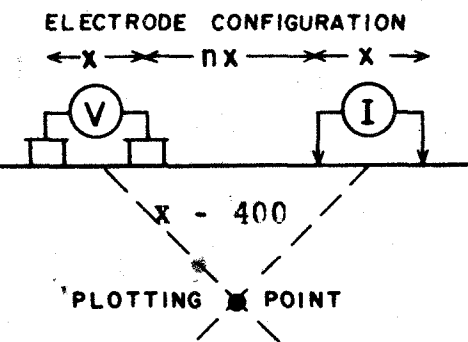 ELECTRODE CONFIGURATION
x nx x
V I
x - 400
PLOTTING POINT